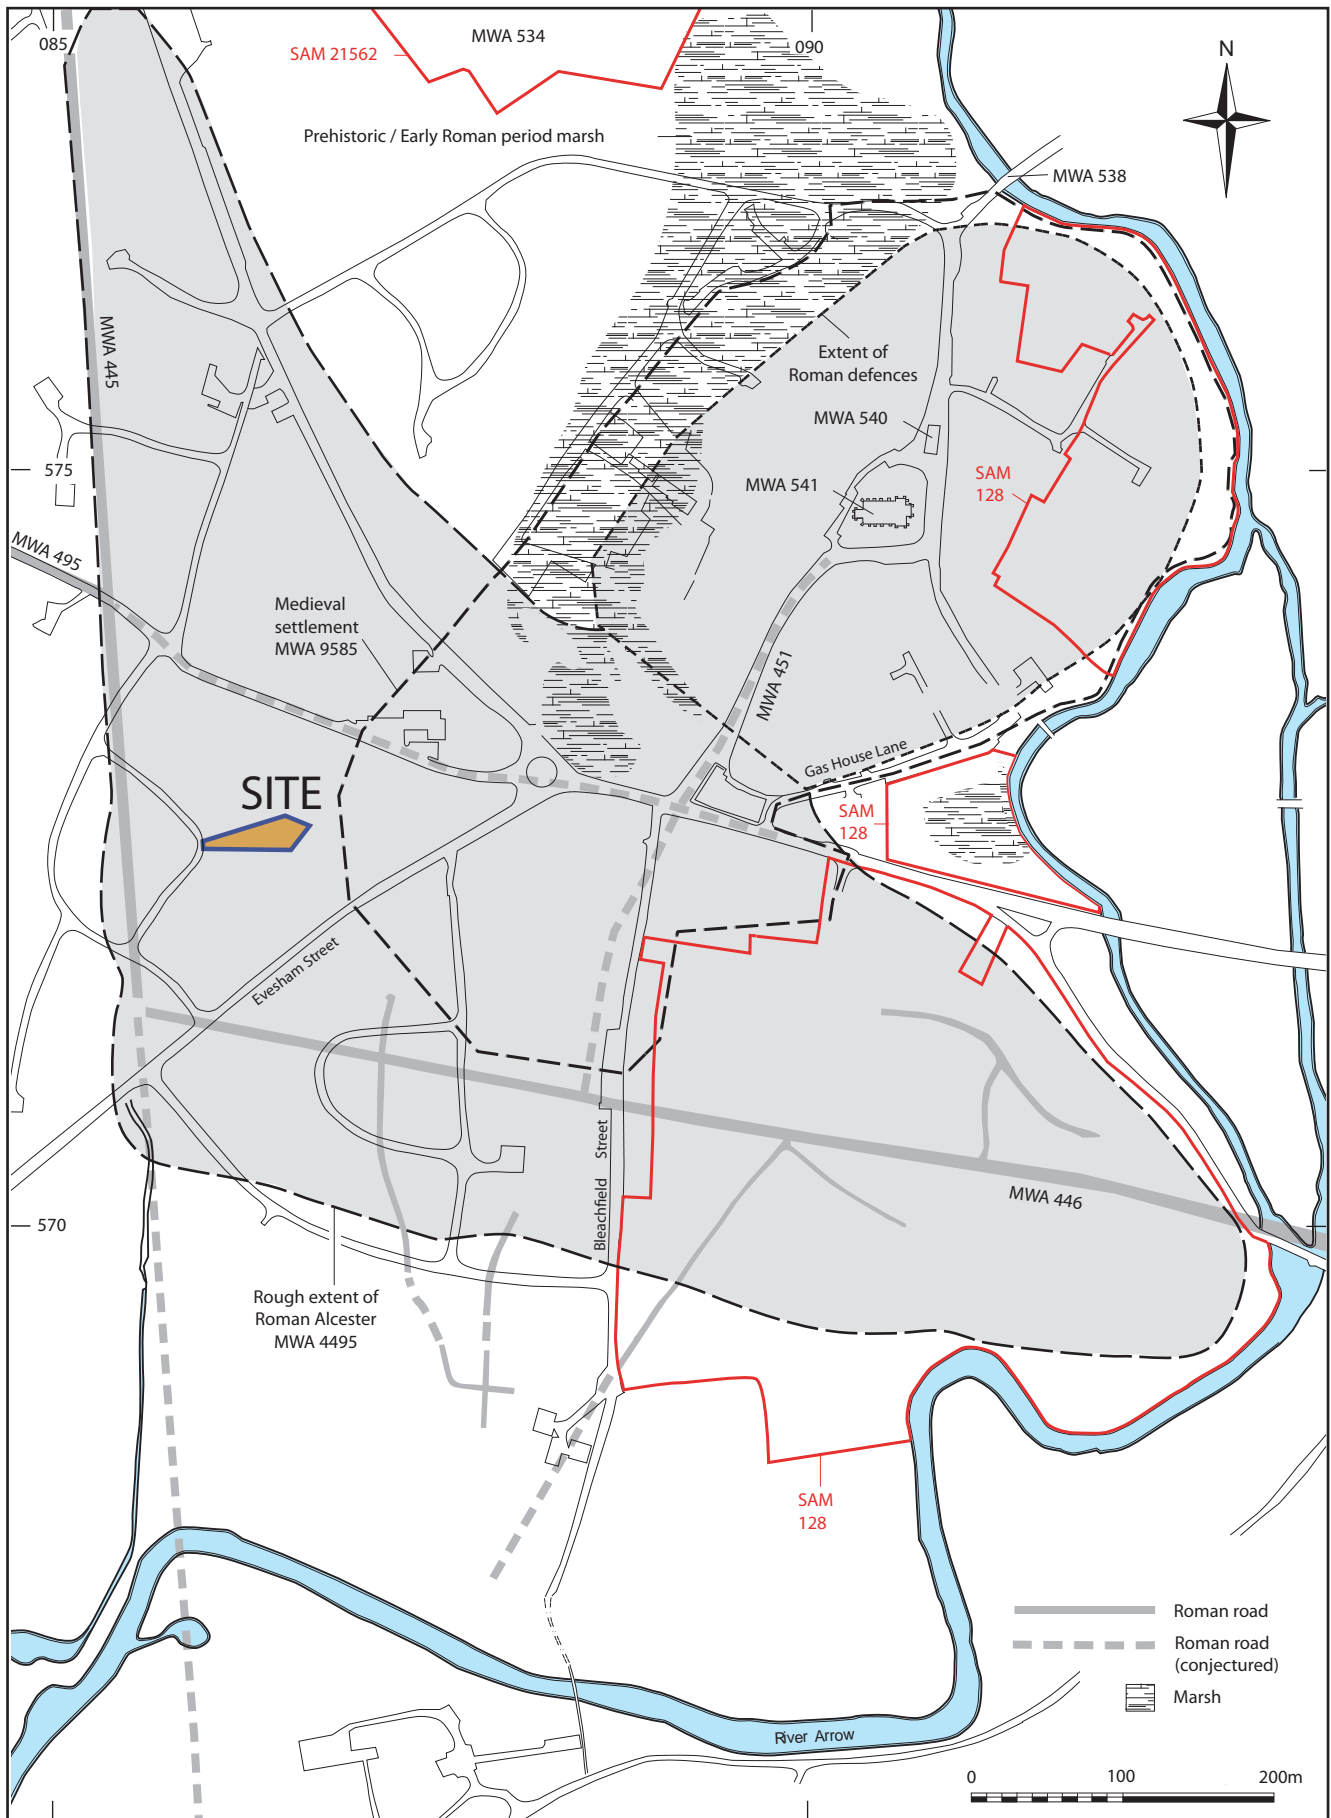 085
MWA 534
090
SAM 21562
N
Prehistoric / Early Roman period marsh
MWA 538
MWA 445
Extent of
Roman defences
MWA 540
575
MWA 541
SAM
128
MWA 495
Medieval
settlement
MWA 9585
MWA 451
Gas House Lane
SITE
SAM
128
Evesham Street
Bleachfield Street
MWA 446
570
Rough extent of
Roman Alcester
MWA 4495
SAM
128
Roman road
Roman road
(conjectured)
Marsh
River Arrow
0 100 200m